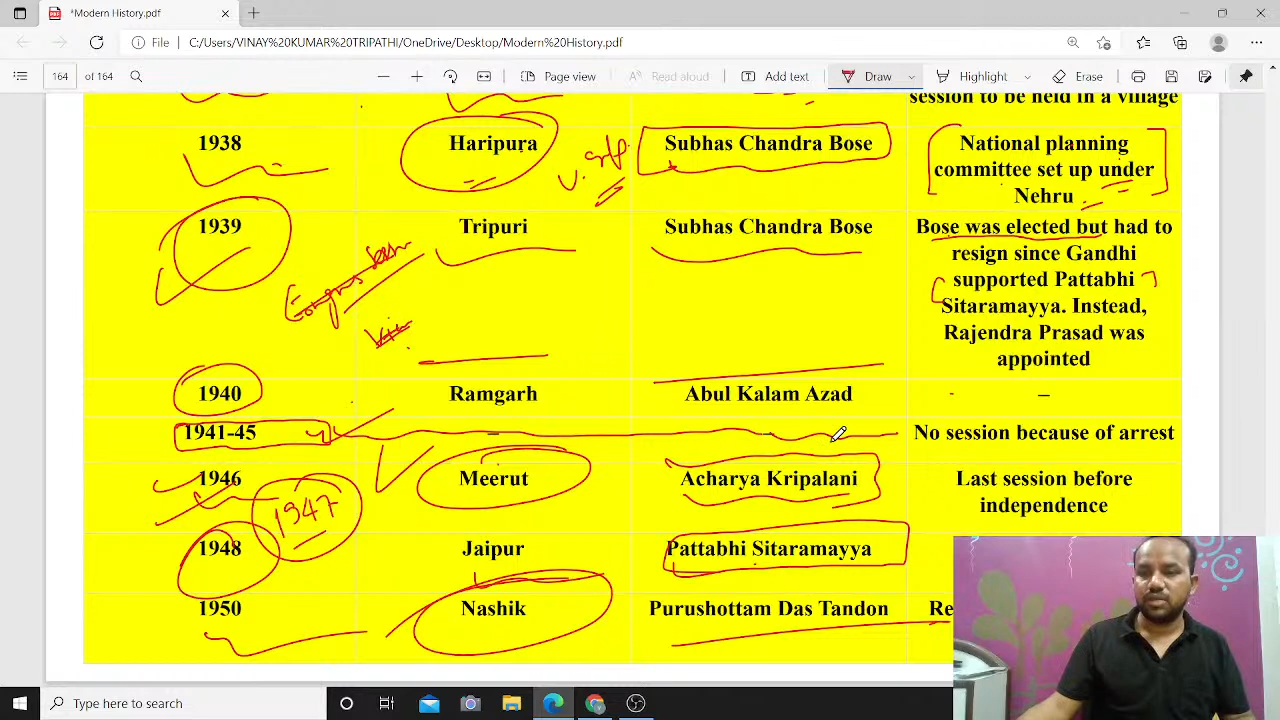 *Modern History.pdf
File
C:/Users/VINAY%20KUMAR%20TRIPATHI/OneDrive/Desktop/Modern%20History.pdf
164 of 164
Page view
Read aloud
Add text
Draw
Highlight
Erase
session to be held in a village
1938 Haripura Subhas Chandra Bose National planning
committee set up under
Nehru
1939 Tripuri Subhas Chandra Bose Bose was elected but had to
resign since Gandhi
supported Pattabhi
Sitaramayya. Instead,
Rajendra Prasad was
appointed
Congress
1940 Ramgarh Abul Kalam Azad –
1941-45 – – No session because of arrest
1946 Meerut Acharya Kripalani Last session before
independence
1947
1948 Jaipur Pattabhi Sitaramayya
1950 Nashik Purushottam Das Tandon Re
Type here to search